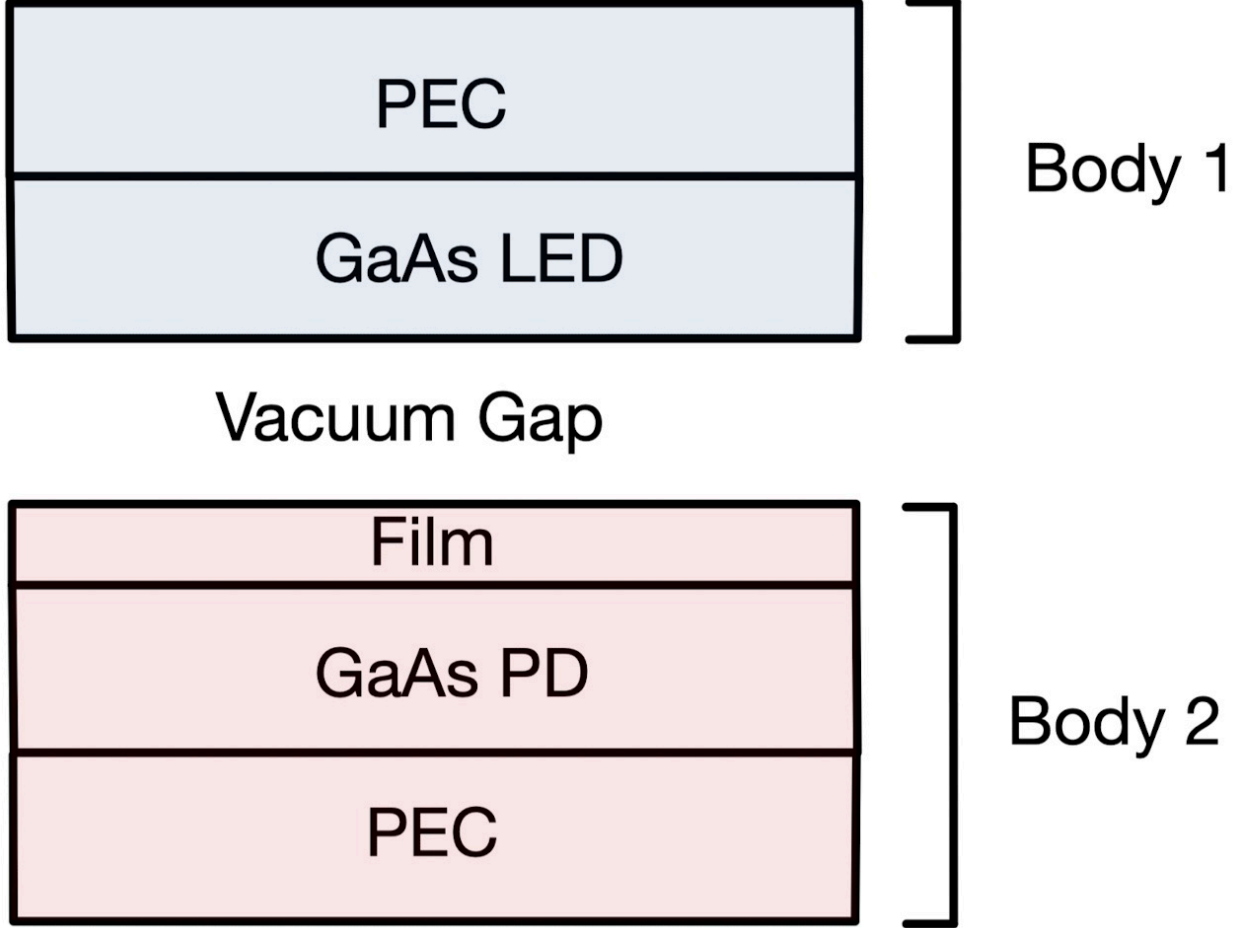 PEC
Body 1
GaAs LED
Vacuum Gap
Film
GaAs PD
Body 2
PEC